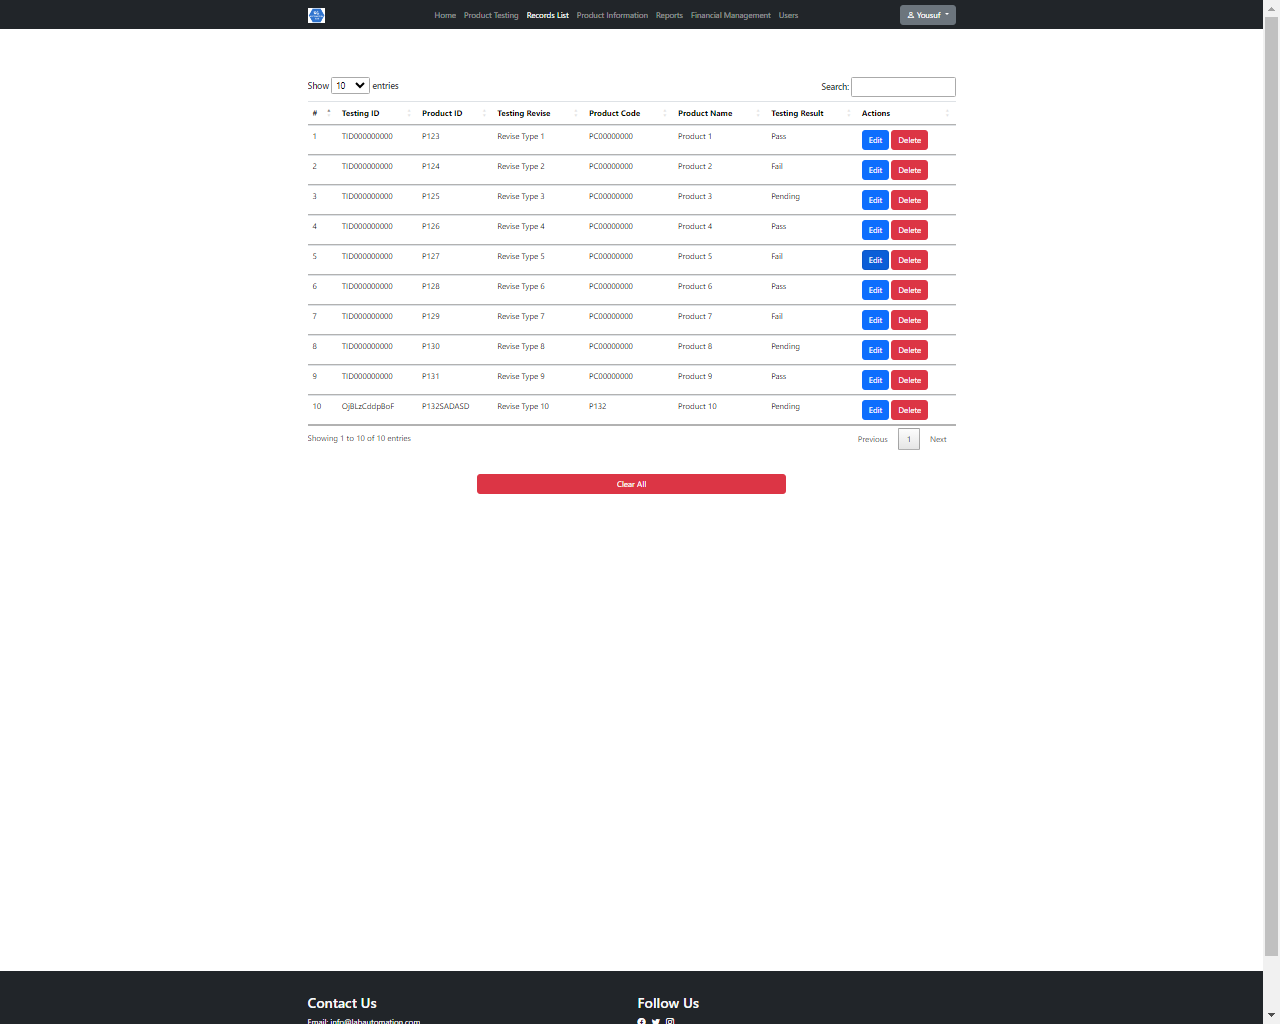 Home Product Testing Records List Product Information Reports Financial Management Users Yousuf
Show 10 entries Search:
# Testing ID Product ID Testing Revise Product Code Product Name Testing Result Actions
1 TID000000000 P123 Revise Type 1 PC00000000 Product 1 Pass Edit Delete
2 TID000000000 P124 Revise Type 2 PC00000000 Product 2 Fail Edit Delete
3 TID000000000 P125 Revise Type 3 PC00000000 Product 3 Pending Edit Delete
4 TID000000000 P126 Revise Type 4 PC00000000 Product 4 Pass Edit Delete
5 TID000000000 P127 Revise Type 5 PC00000000 Product 5 Fail Edit Delete
6 TID000000000 P128 Revise Type 6 PC00000000 Product 6 Pass Edit Delete
7 TID000000000 P129 Revise Type 7 PC00000000 Product 7 Fail Edit Delete
8 TID000000000 P130 Revise Type 8 PC00000000 Product 8 Pending Edit Delete
9 TID000000000 P131 Revise Type 9 PC00000000 Product 9 Pass Edit Delete
10 OjBLzCddpBoF P132SADASD Revise Type 10 P132 Product 10 Pending Edit Delete
Showing 1 to 10 of 10 entries Previous 1 Next
Clear All
Contact Us Follow Us
Email: info@labautomation.com